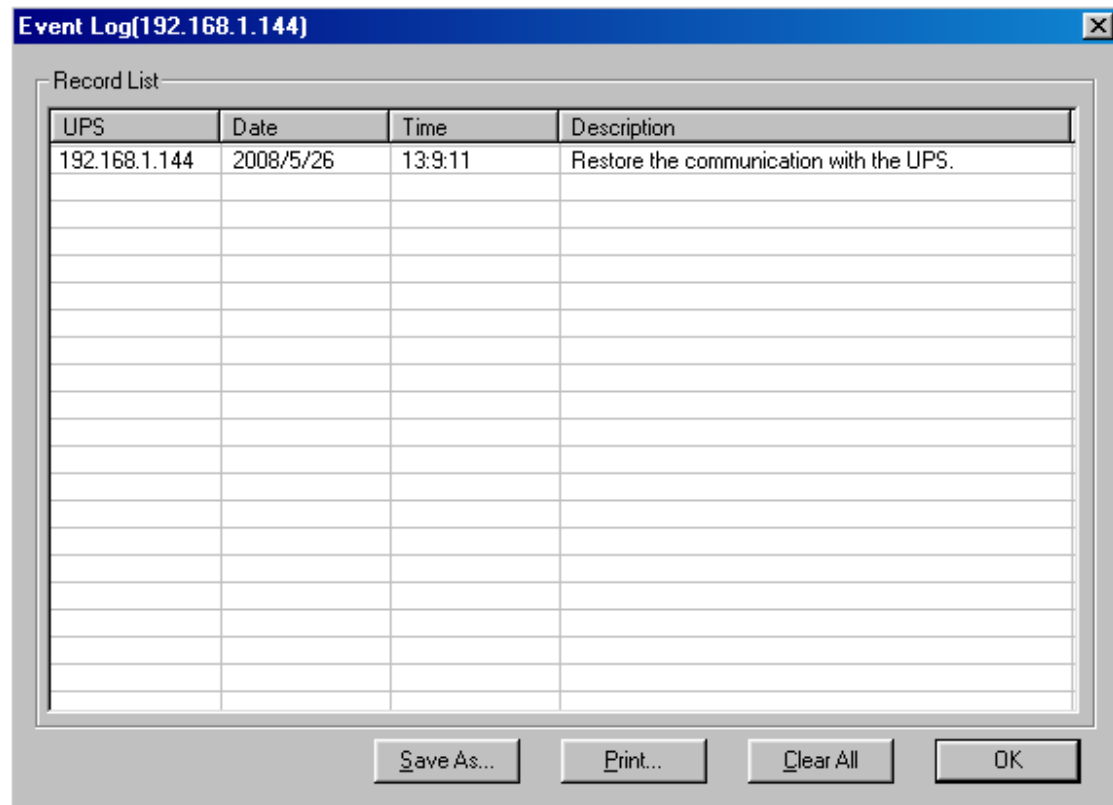 Event Log(192.168.1.144)
Record List
UPS Date Time Description
192.168.1.144 2008/5/26 13:9:11 Restore the communication with the UPS.
Save As... Print... Clear All OK